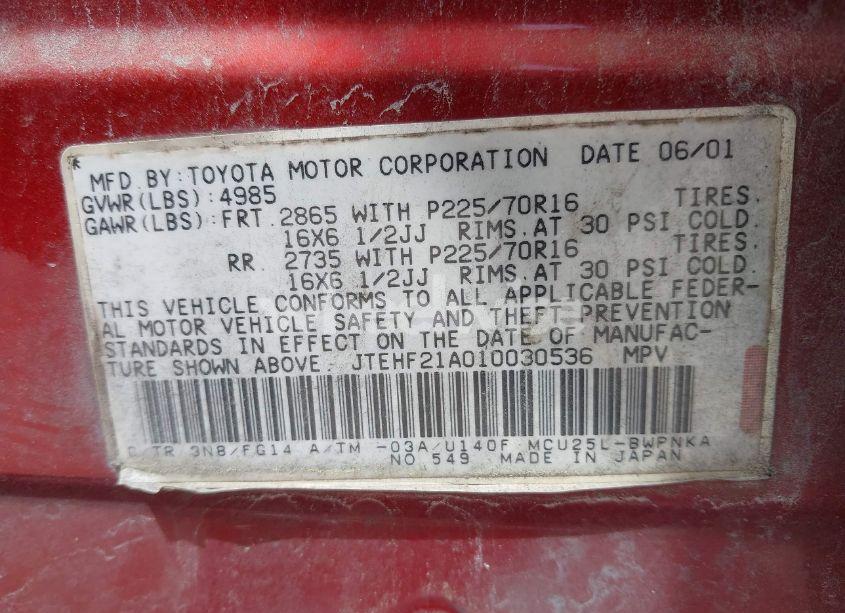 MFD. BY: TOYOTA MOTOR CORPORATION DATE 06/01
GVWR(LBS):4985
GAWR(LBS):FRT. 2865 WITH P225/70R16 TIRES.
16X6 1/2JJ RIMS.AT 30 PSI COLD.
RR. 2735 WITH P225/70R16 TIRES.
16X6 1/2JJ RIMS.AT 30 PSI COLD.
THIS VEHICLE CONFORMS TO ALL APPLICABLE FEDER-
AL MOTOR VEHICLE SAFETY AND THEFT PREVENTION
STANDARDS IN EFFECT ON THE DATE OF MANUFAC-
TURE SHOWN ABOVE. JTEHF21A010030536 MPV
C/TR 3N8/FG14 A/TM -03A/U140F MCU25L-BWPNKA
NO 549 MADE IN JAPAN